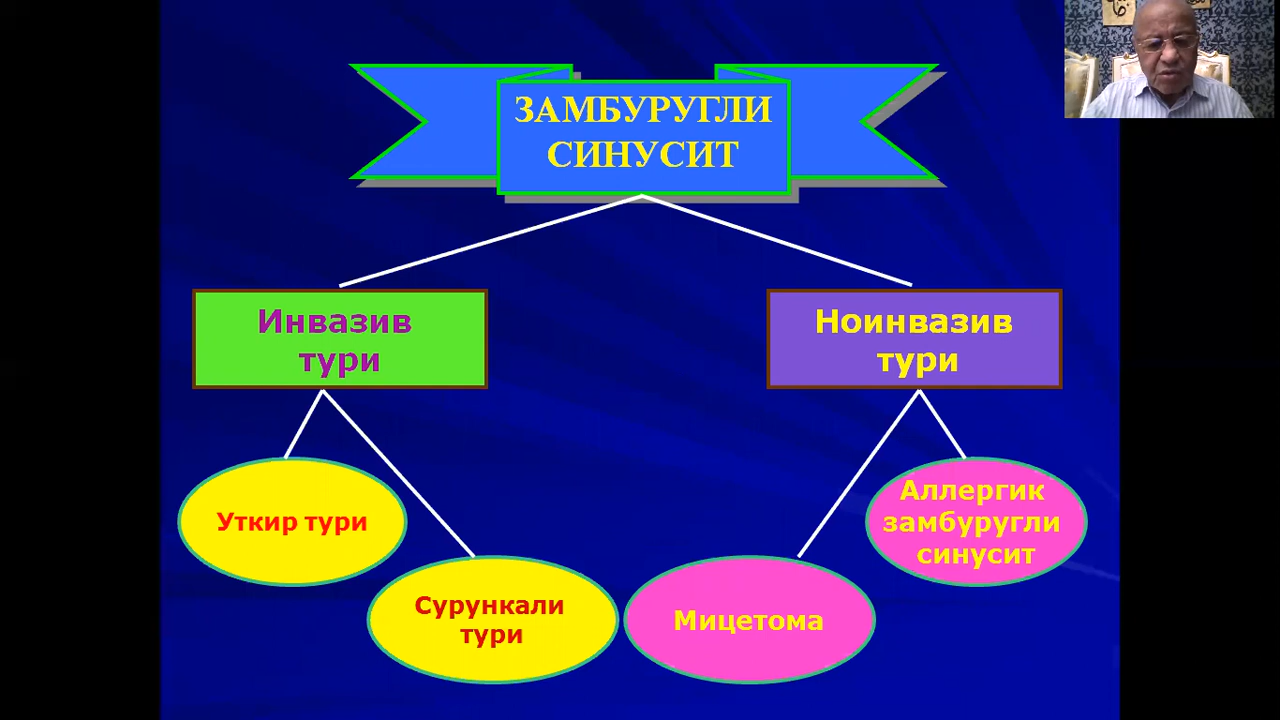 ЗАМБУРУГЛИ
СИНУСИТ
Инвазив
тури
Ноинвазив
тури
Уткир тури
Сурункали
тури
Мицетома
Аллергик
замбуругли
синусит